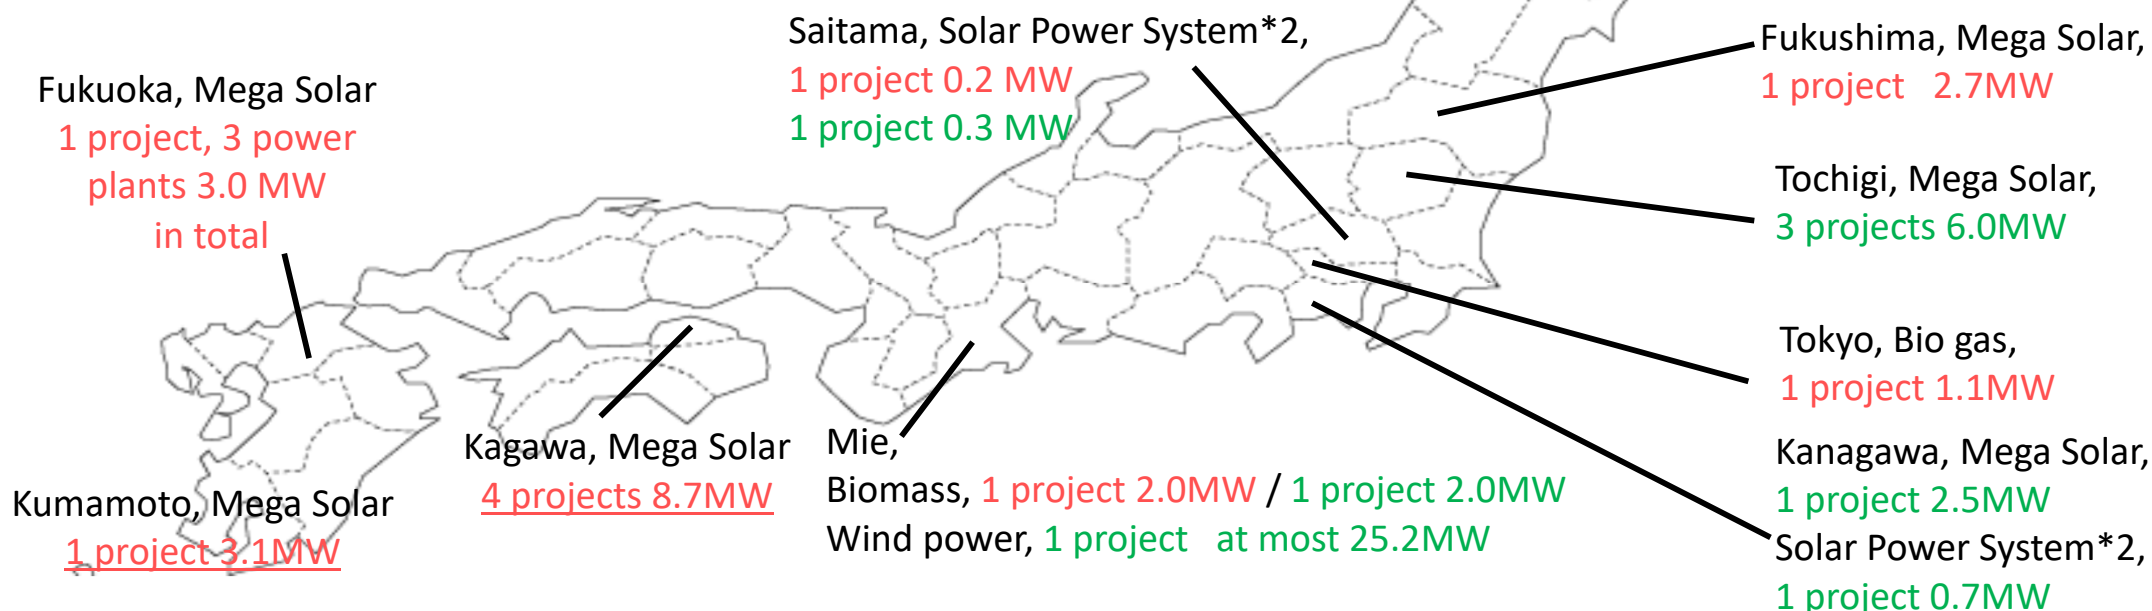 Saitama, Solar Power System*2,
1 project 0.2 MW
1 project 0.3 MW
Fukushima, Mega Solar,
1 project 2.7MW
Fukuoka, Mega Solar
1 project, 3 power
plants 3.0 MW
in total
Tochigi, Mega Solar,
3 projects 6.0MW
Tokyo, Bio gas,
1 project 1.1MW
Kagawa, Mega Solar
4 projects 8.7MW
Mie,
Biomass, 1 project 2.0MW / 1 project 2.0MW
Wind power, 1 project at most 25.2MW
Kumamoto, Mega Solar
1 project 3.1MW
Kanagawa, Mega Solar,
1 project 2.5MW
Solar Power System*2,
1 project 0.7MW